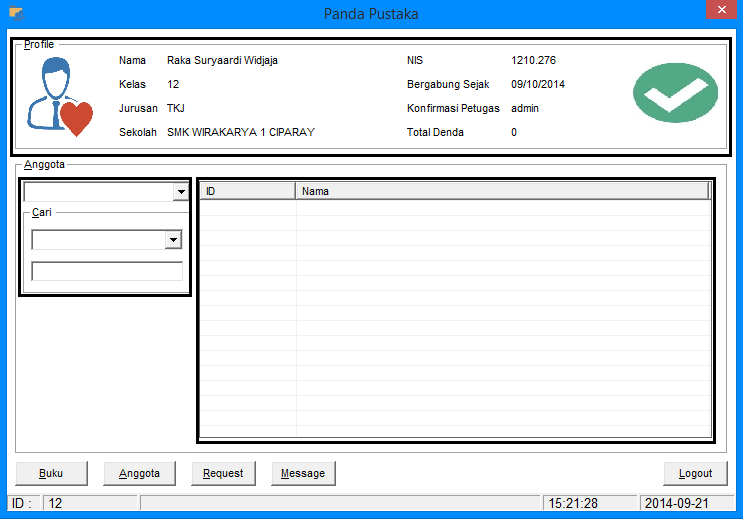 Panda Pustaka
Profile
Nama Raka Suryaardi Widjaja NIS 1210.276
Kelas 12 Bergabung Sejak 09/10/2014
Jurusan TKJ Konfirmasi Petugas admin
Sekolah SMK WIRAKARYA 1 CIPARAY Total Denda 0
Anggota
ID Nama
Cari
Buku Anggota Request Message Logout
ID : 12 15:21:28 2014-09-21